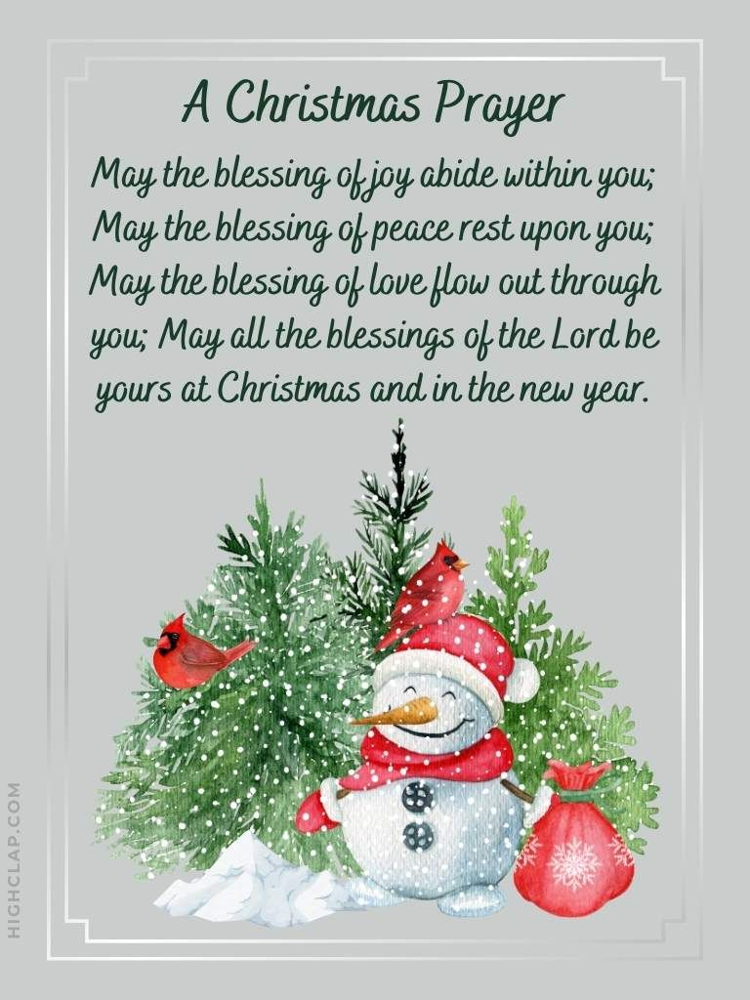 A Christmas Prayer
May the blessing of joy abide within you;
May the blessing of peace rest upon you;
May the blessing of love flow out through
you; May all the blessings of the Lord be
yours at Christmas and in the new year.
HIGHCLAP.COM